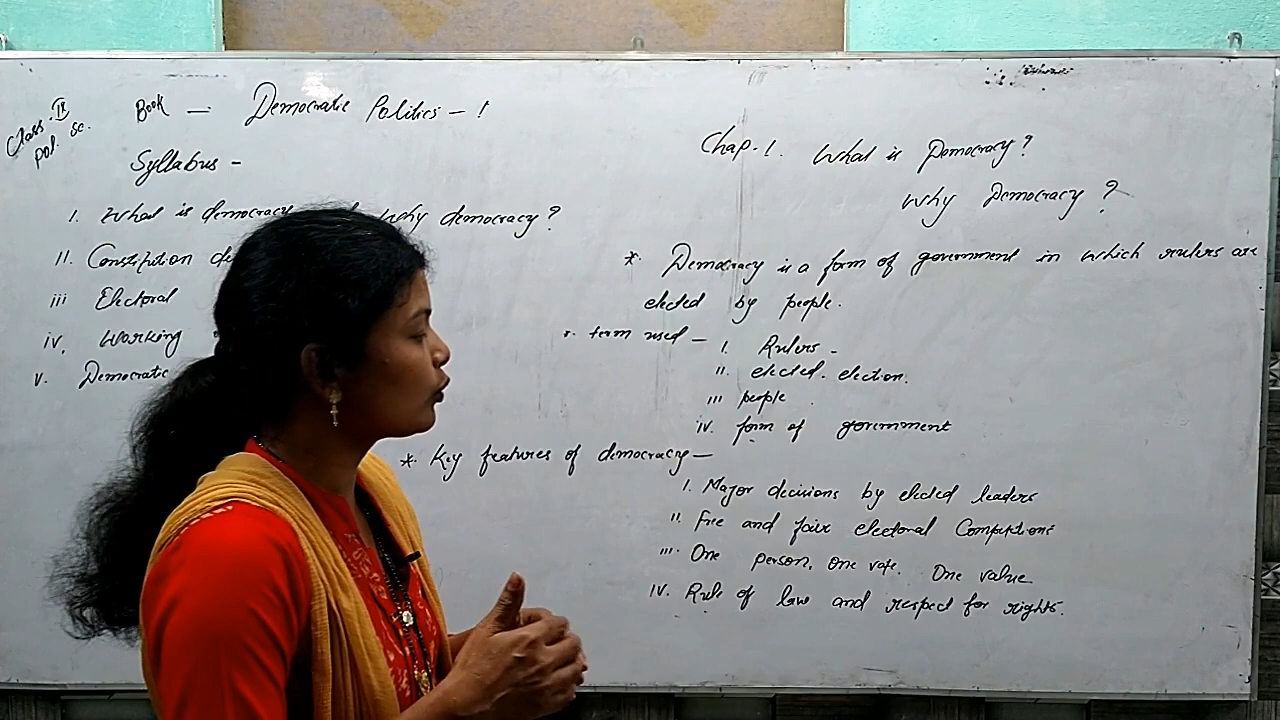 Class - IX
Pol. Sc.
Book — Democratic Politics - 1
Syllabus -
I. What is democracy why democracy?
II. Constitution de
iii Electoral
iv. Working
v. Democratic
Chap. 1. What is Democracy?
Why Democracy?
* Democracy is a form of government in which rulers are
elected by people.
term used - I. Rulers -
II. elected. election.
III people
iv. form of government
* Key features of democracy—
I. Major decisions by elected leaders
II. Free and fair electoral
III. One person, one vote. One value
IV. Rule of law and respect for rights.